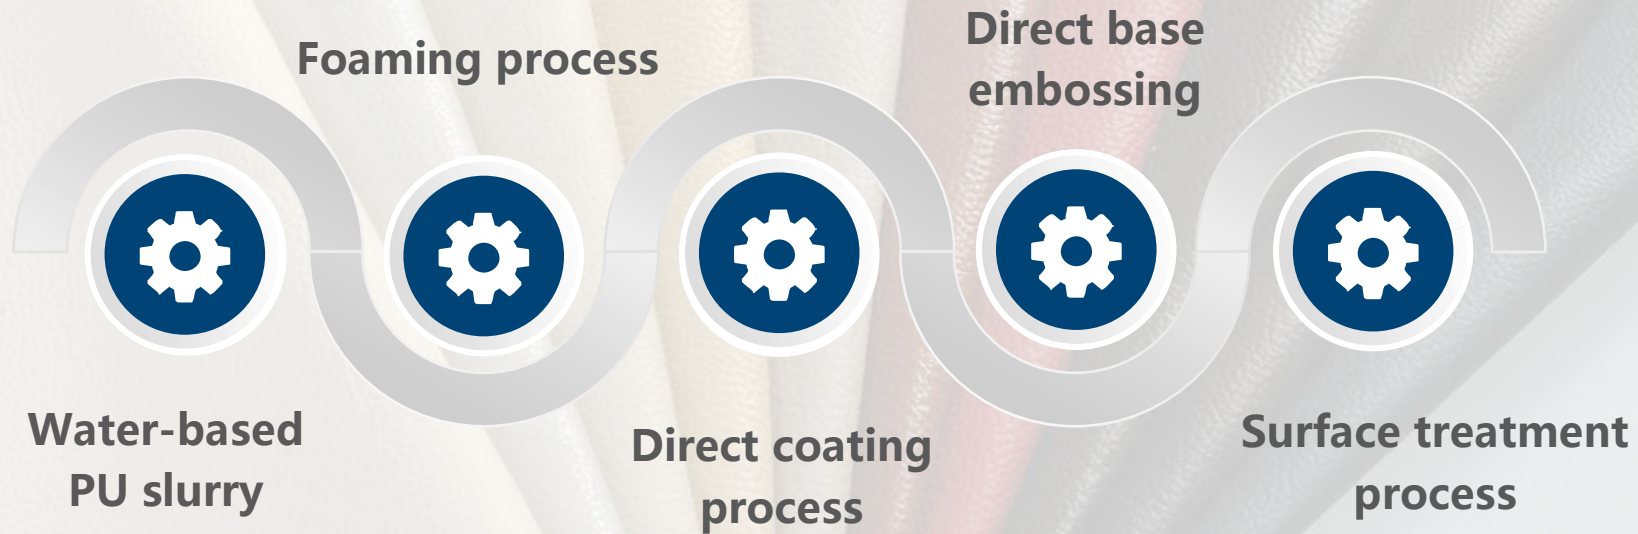 Water-based
PU slurry
Foaming process
Direct coating
process
Direct base
embossing
Surface treatment
process